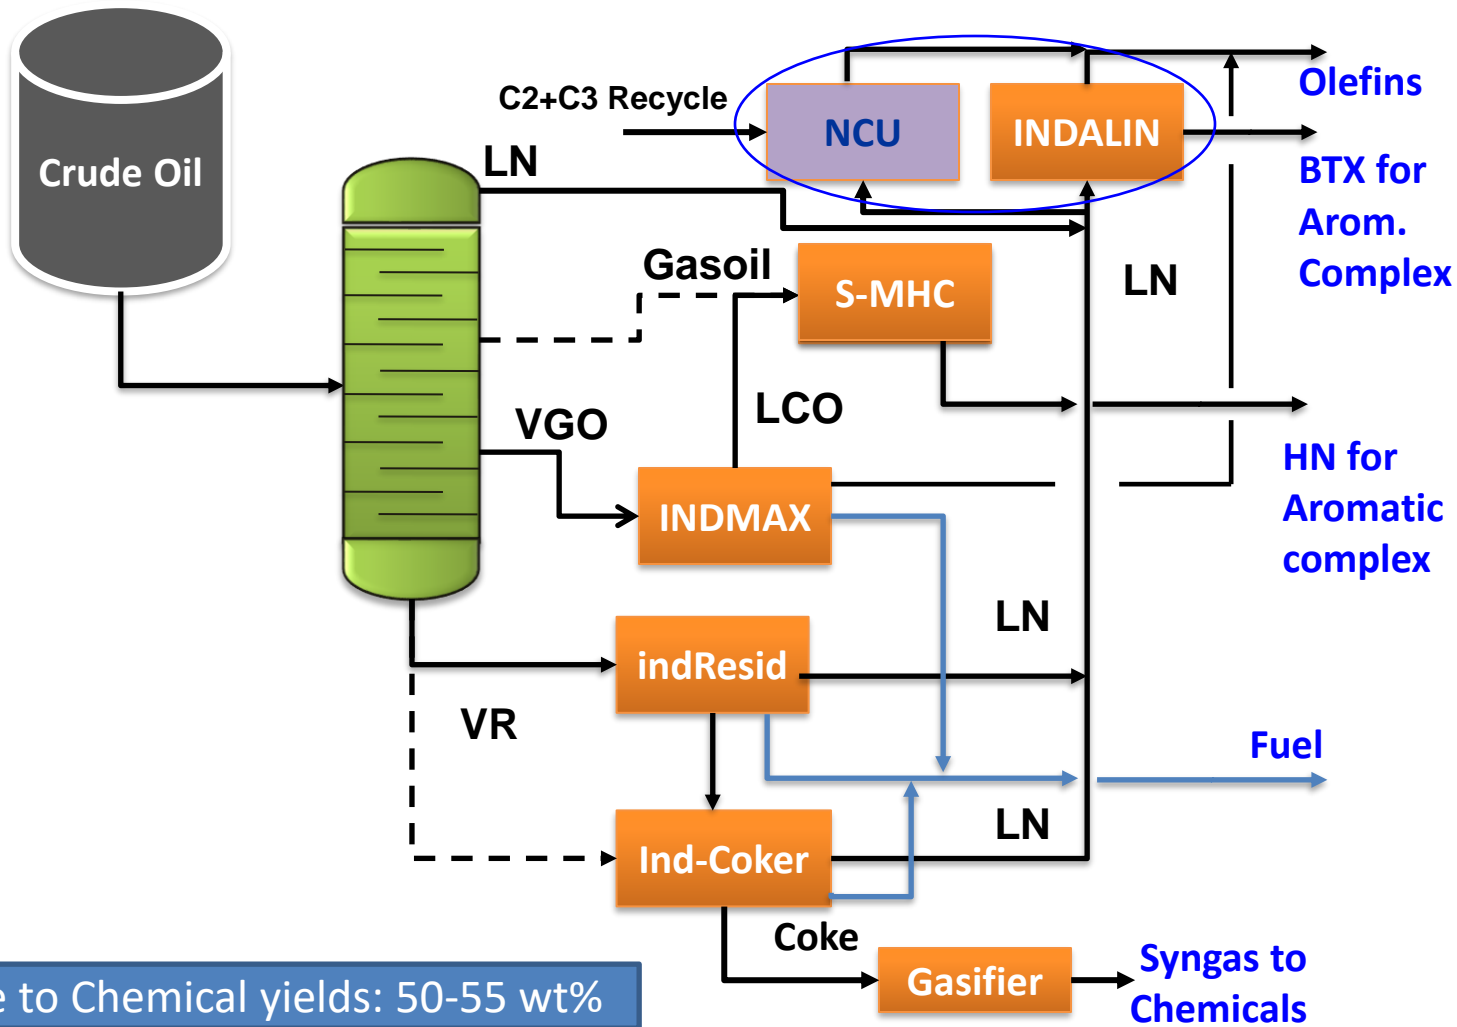 Crude Oil
C2+C3 Recycle
NCU
INDALIN
Olefins
LN
BTX for
Arom.
Complex
Gasoil
S-MHC
LN
LCO
VGO
HN for
Aromatic
complex
INDMAX
LN
indResid
VR
Fuel
LN
Ind-Coker
Coke
Gasifier
Syngas to
Chemicals
to Chemical yields: 50-55 wt%